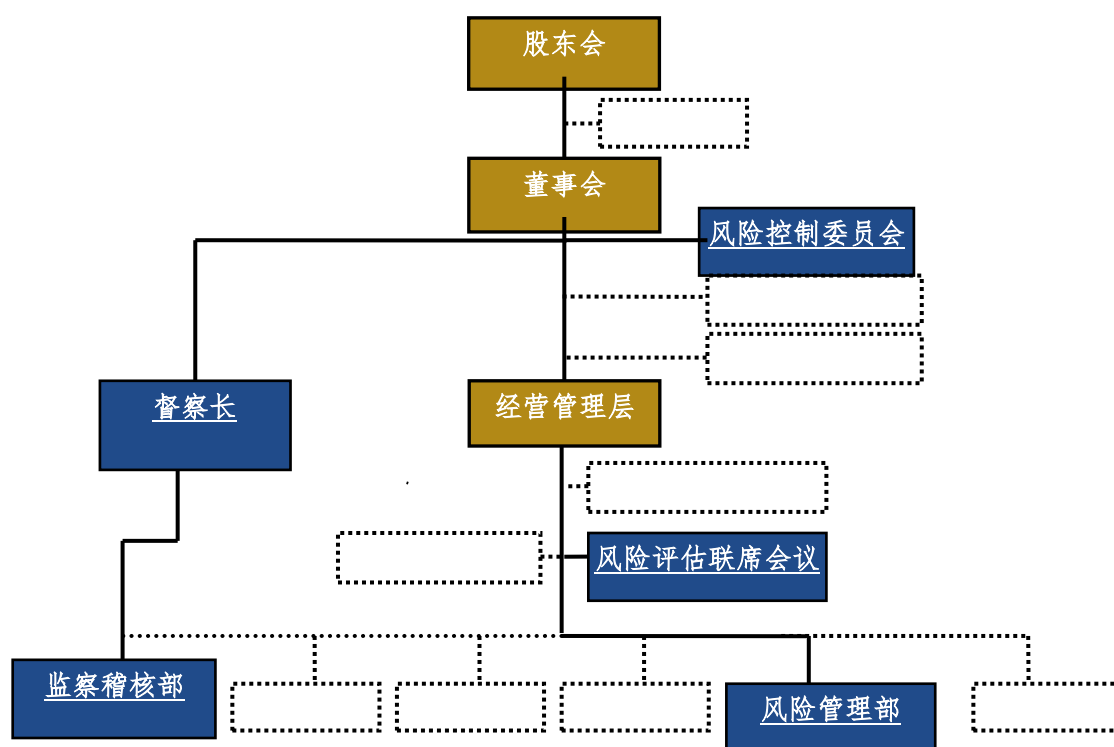 股东会
董事会
风险控制委员会
督察长
经营管理层
风险评估联席会议
监察稽核部
风险管理部